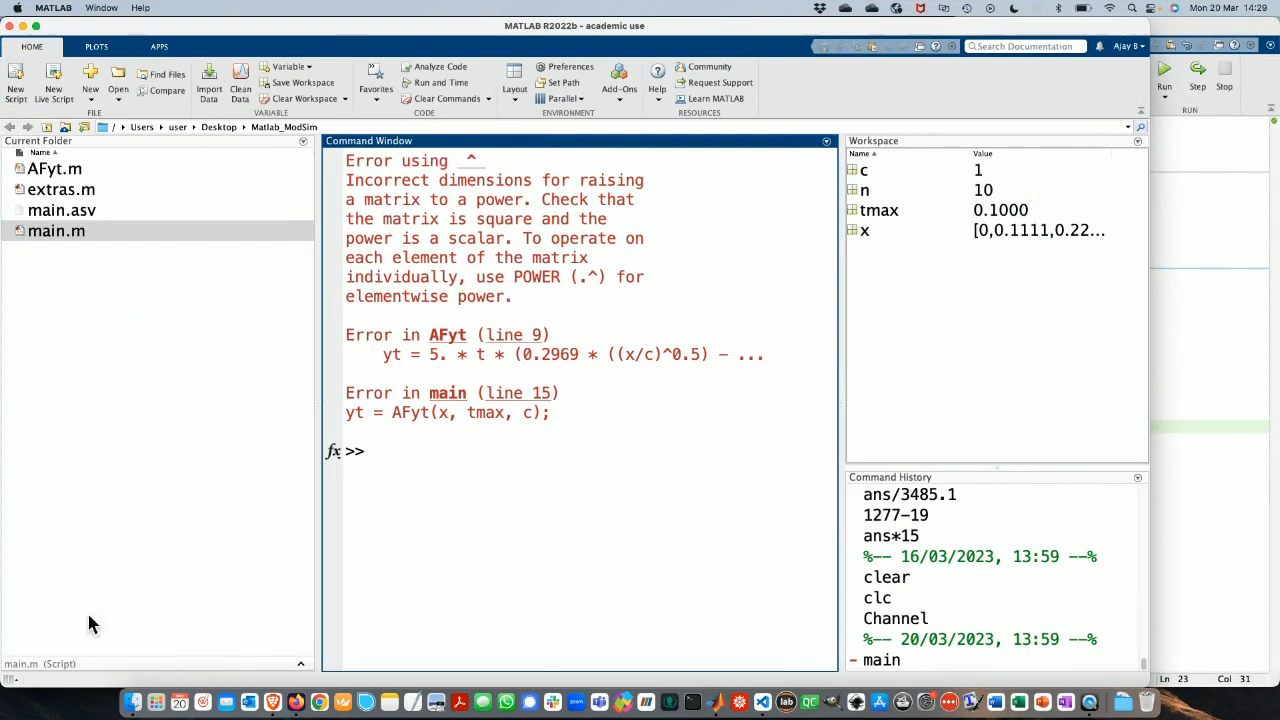 MATLAB Window Help
Mon 20 Mar 14:29
MATLAB R2022b - academic use
HOME PLOTS APPS
Search Documentation
Ajay B
New Script
New Live Script
New
Open
Find Files
Compare
Import Data
Clean Data
Variable
Save Workspace
Clear Workspace
Favorites
Analyze Code
Run and Time
Clear Commands
Layout
Preferences
Set Path
Parallel
Add-Ons
Help
Community
Request Support
Learn MATLAB
Run
Step
Stop
FILE VARIABLE CODE ENVIRONMENT RESOURCES RUN
/ Users user Desktop Matlab_ModSim
Current Folder
Name
AFyt.m
extras.m
main.asv
main.m
main.m (Script)
Command Window
Error using ^
Incorrect dimensions for raising
a matrix to a power. Check that
the matrix is square and the
power is a scalar. To operate on
each element of the matrix
individually, use POWER (.^) for
elementwise power.
Error in AFyt (line 9)
yt = 5. * t * (0.2969 * ((x/c)^0.5) - ...
Error in main (line 15)
yt = AFyt(x, tmax, c);
fx >>
Workspace
Name Value
c 1
n 10
tmax 0.1000
x [0,0.1111,0.22...
Command History
ans/3485.1
1277-19
ans*15
%-- 16/03/2023, 13:59 --%
clear
clc
Channel
%-- 20/03/2023, 13:59 --%
main
Ln 23 Col 31